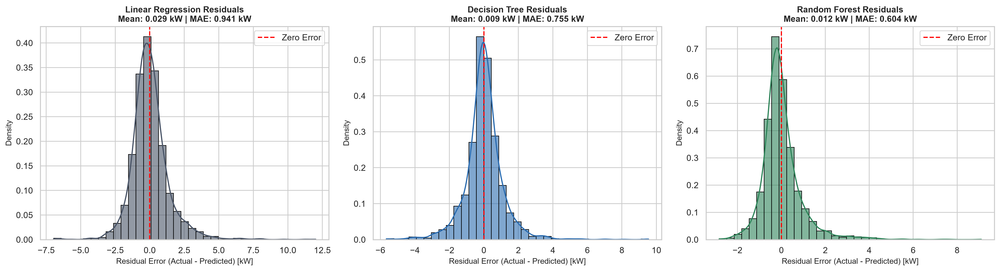 Linear Regression Residuals
Mean: 0.029 kW | MAE: 0.941 kW
Zero Error
0.40
0.35
0.30
0.25
0.20
0.15
0.10
0.05
0.00
Density
−7.5 −5.0 −2.5 0.0 2.5 5.0 7.5 10.0 12.5
Residual Error (Actual - Predicted) [kW]
Decision Tree Residuals
Mean: 0.009 kW | MAE: 0.755 kW
Zero Error
0.5
0.4
0.3
0.2
0.1
0.0
Density
−6 −4 −2 0 2 4 6 8 10
Residual Error (Actual - Predicted) [kW]
Random Forest Residuals
Mean: 0.012 kW | MAE: 0.604 kW
Zero Error
0.7
0.6
0.5
0.4
0.3
0.2
0.1
0.0
Density
−2 0 2 4 6 8
Residual Error (Actual - Predicted) [kW]